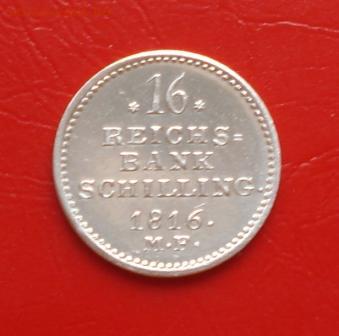 * 16 *
REICHS=
BANK
SCHILLING.
1816.
M.F.